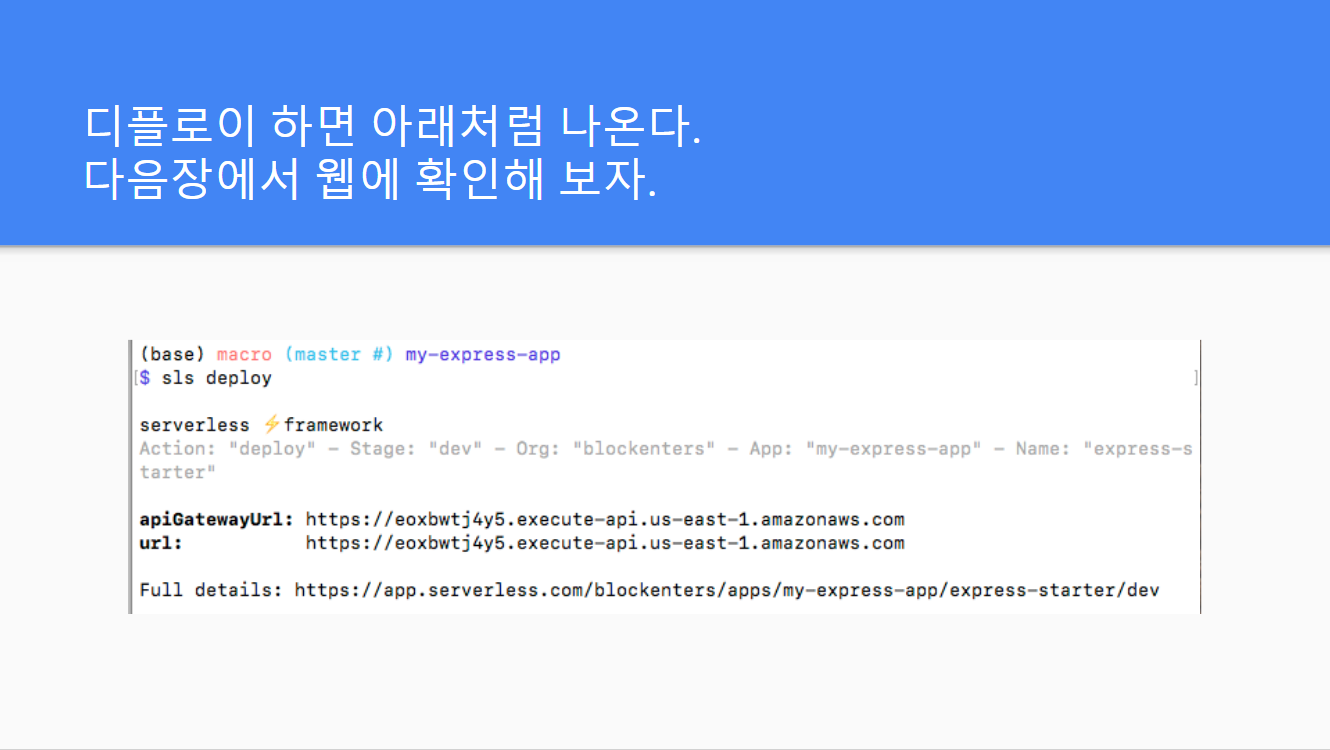 디플로이 하면 아래처럼 나온다.
다음장에서 웹에 확인해 보자.
(base) macro (master #) my-express-app
[$ sls deploy ]
serverless ⚡framework
Action: "deploy" - Stage: "dev" - Org: "blockenters" - App: "my-express-app" - Name: "express-s
tarter"
apiGatewayUrl: https://eoxbwtj4y5.execute-api.us-east-1.amazonaws.com
url: https://eoxbwtj4y5.execute-api.us-east-1.amazonaws.com
Full details: https://app.serverless.com/blockenters/apps/my-express-app/express-starter/dev